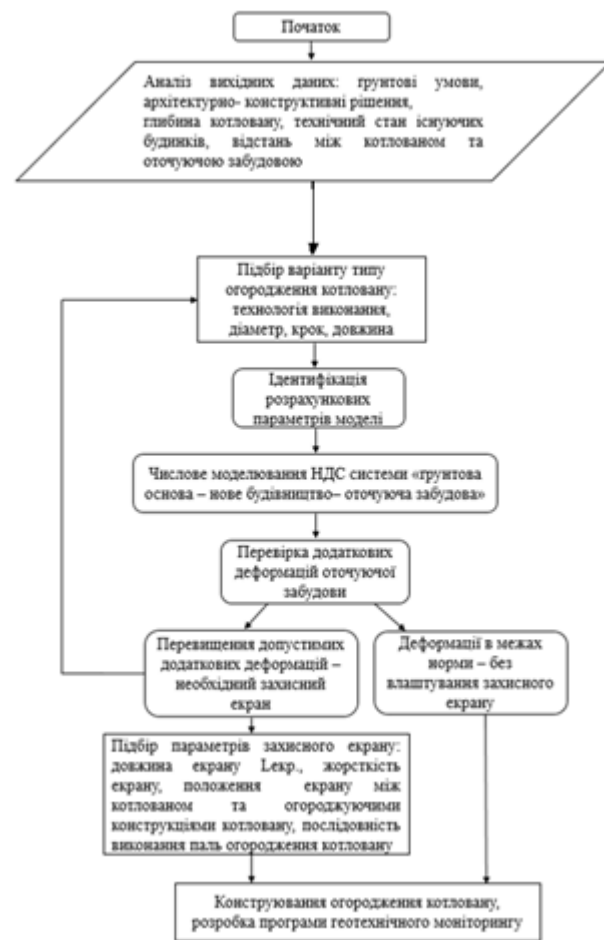 Початок
Аналіз вихідних даних: ґрунтові умови,
архітектурно- конструктивні рішення,
глибина котловану, технічний стан існуючих
будинків, відстань між котлованом та
оточуючою забудовою
Підбір варіанту типу
огородження котловану:
технологія виконання,
діаметр, крок, довжина
Ідентифікація
розрахункових
параметрів моделі
Числове моделювання НДС системи «ґрунтова
основа – нове будівництво– оточуюча забудова»
Перевірка додаткових
деформацій оточуючої
забудови
Перевищення допустимих
додаткових деформацій –
необхідний захисний
екран
Деформації в межах
норми – без
влаштування захисного
екрану
Підбір параметрів захисного екрану:
довжина екрану Lекр., жорсткість
екрану, положення екрану між
котлованом та огороджуючими
конструкціями котловану, послідовність
виконання паль огородження котловану
Конструювання огородження котловану,
розробка програми геотехнічного моніторингу